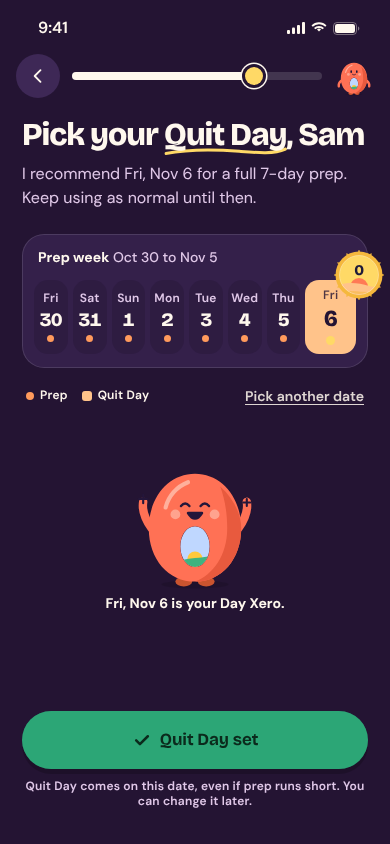 9:41
Pick your Quit Day, Sam
I recommend Fri, Nov 6 for a full 7-day prep.
Keep using as normal until then.
Prep week Oct 30 to Nov 5
0
Fri Sat Sun Mon Tue Wed Thu Fri
30 31 1 2 3 4 5 6
Prep Quit Day Pick another date
Fri, Nov 6 is your Day Xero.
Quit Day set
Quit Day comes on this date, even if prep runs short. You
can change it later.